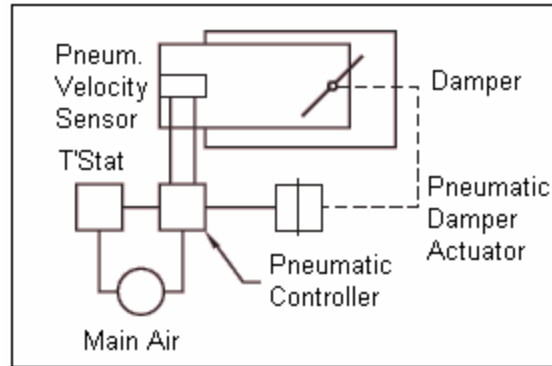 Pneum.
Velocity
Sensor
Damper
T'Stat
Pneumatic
Damper
Actuator
Pneumatic
Controller
Main Air